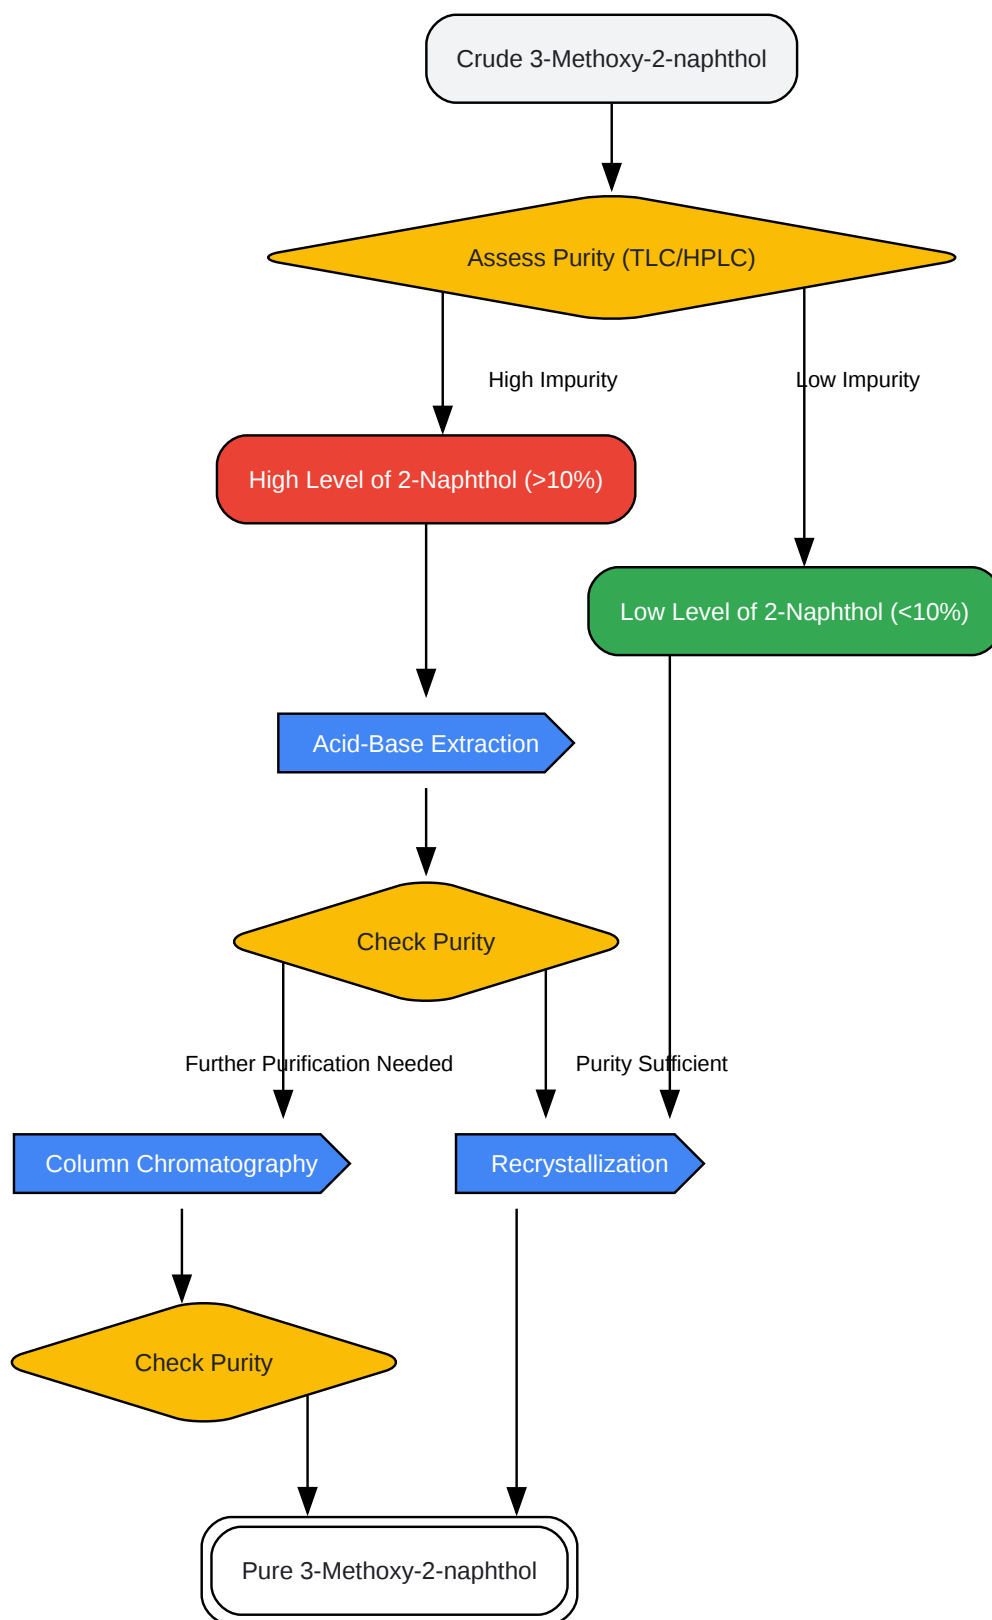 Crude 3-Methoxy-2-naphthol
Assess Purity (TLC/HPLC)
High Impurity
Low Impurity
High Level of 2-Naphthol (>10%)
Low Level of 2-Naphthol (<10%)
Acid-Base Extraction
Check Purity
Further Purification Needed
Purity Sufficient
Column Chromatography
Recrystallization
Check Purity
Pure 3-Methoxy-2-naphthol